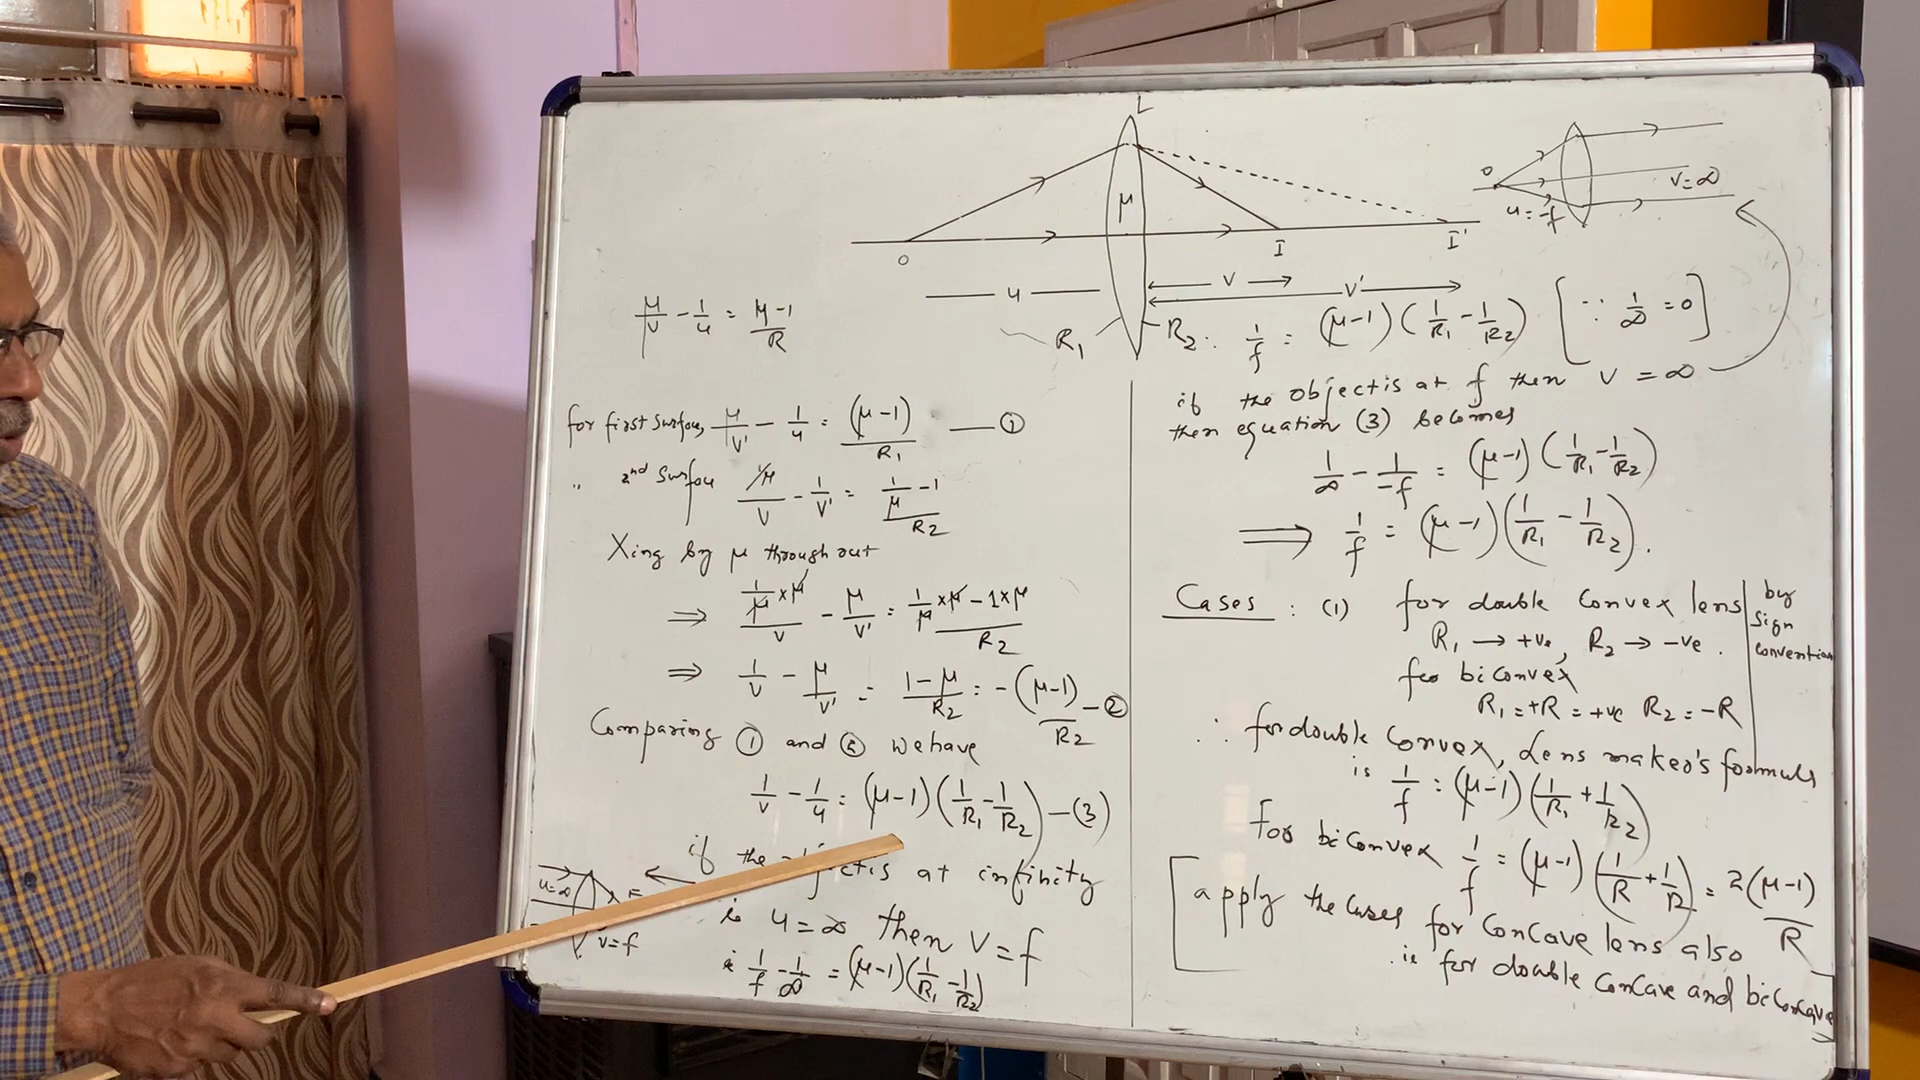 L
μ
O
I
I'
u
v
v'
R₁
R₂
O
u = -f
v = ∞
μ/v - 1/u = μ-1/R
for first surface, μ/v' - 1/u = (μ-1)/R₁ — ①
" 2nd surface (1/μ)/v - 1/v' = (1/μ - 1)/R₂
Xing by μ throughout
⇒ (1/μ × μ)/v - μ/v' = (1/μ × μ - 1×μ)/R₂
⇒ 1/v - μ/v' = (1-μ)/R₂ = -(μ-1)/R₂ — ②
Comparing ① and ② we have
1/v - 1/u = (μ-1)(1/R₁ - 1/R₂) — (3)
if the is at infinity
u=∞
F
v=f
ie u = ∞ then v = f
1/f - 1/∞ = (μ-1)(1/R₁ - 1/R₂)
∴ 1/f = (μ-1)(1/R₁ - 1/R₂) [∵ 1/∞ = 0]
if the object is at f then v = ∞
then equation (3) becomes
1/∞ - 1/-f = (μ-1)(1/R₁ - 1/R₂)
⇒ 1/f = (μ-1)(1/R₁ - 1/R₂).
Cases : (1) for double convex lens
R₁ → +ve, R₂ → -ve.
by
sign
convention
for biconvex
R₁ = +R = +ve R₂ = -R
∴ for double convex, Lens maker's formula
is 1/f = (μ-1)(1/R₁ + 1/R₂)
For biconvex 1/f = (μ-1)(1/R + 1/R) = 2(μ-1)/R
[apply the cases for concave lens also
ie for double concave and biconcave